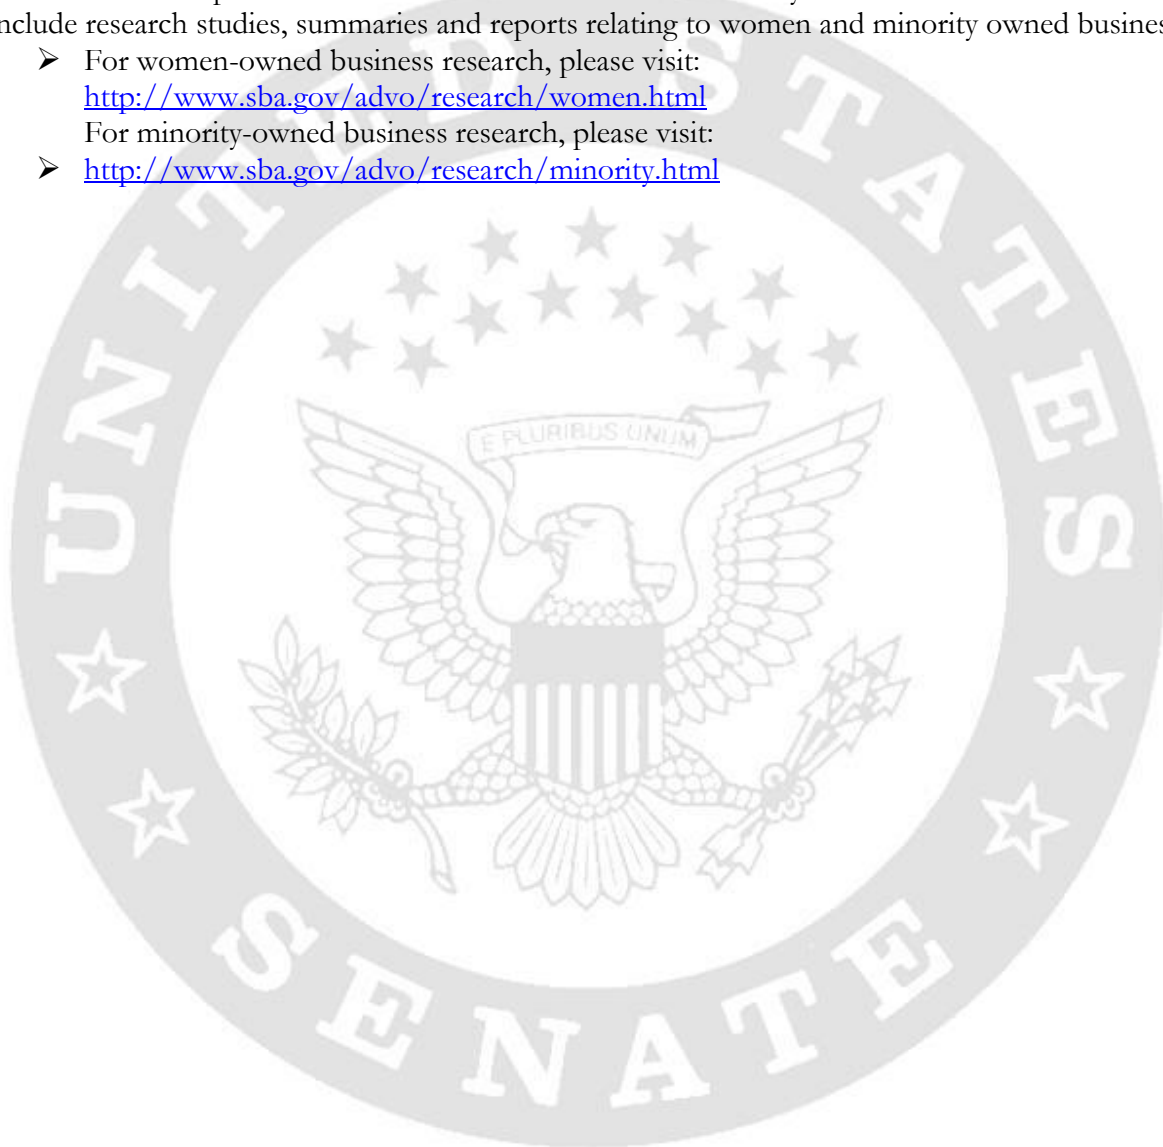 include research studies, summaries and reports relating to women and minority owned busines
➢ For women-owned business research, please visit:
http://www.sba.gov/advo/research/women.html
For minority-owned business research, please visit:
➢ http://www.sba.gov/advo/research/minority.html
UNITED STATES
E PLURIBUS UNUM
SENATE